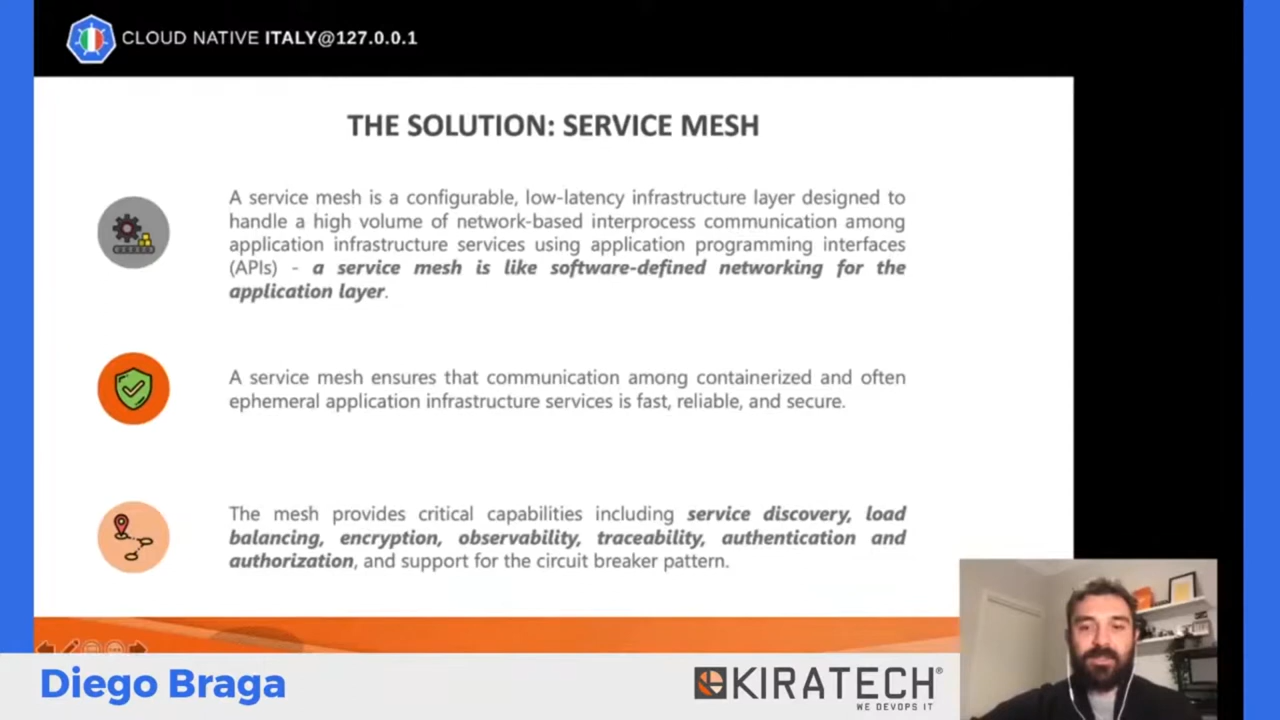 CLOUD NATIVE ITALY@127.0.0.1
THE SOLUTION: SERVICE MESH
A service mesh is a configurable, low-latency infrastructure layer designed to
handle a high volume of network-based interprocess communication among
application infrastructure services using application programming interfaces
(APIs) - a service mesh is like software-defined networking for the
application layer.
A service mesh ensures that communication among containerized and often
ephemeral application infrastructure services is fast, reliable, and secure.
The mesh provides critical capabilities including service discovery, load
balancing, encryption, observability, traceability, authentication and
authorization, and support for the circuit breaker pattern.
Diego Braga
KIRATECH®
WE DEVOPS IT